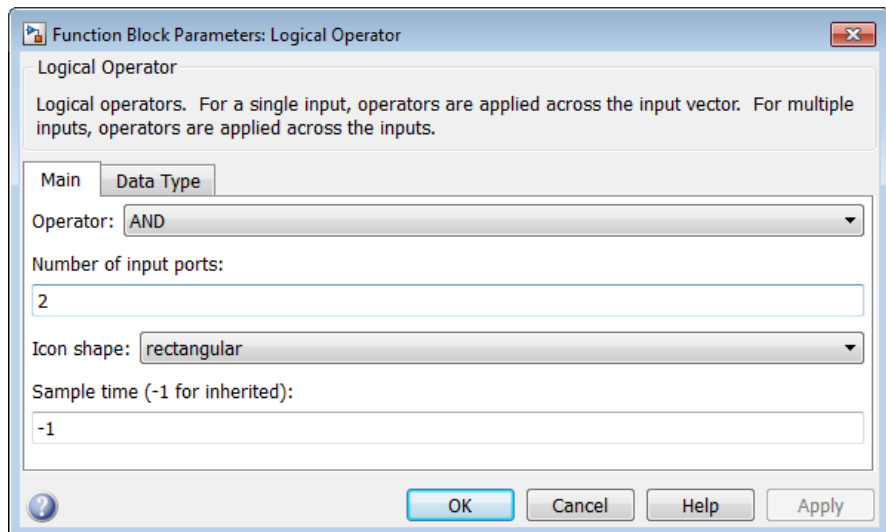 Function Block Parameters: Logical Operator
Logical Operator
Logical operators.  For a single input, operators are applied across the input vector.  For multiple
inputs, operators are applied across the inputs.
Main    Data Type
Operator: AND
Number of input ports:
2
Icon shape: rectangular
Sample time (-1 for inherited):
-1
? OK Cancel Help Apply